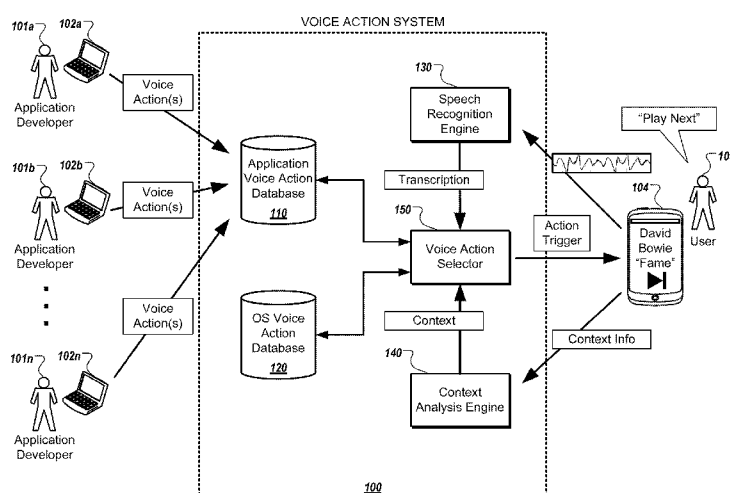 VOICE ACTION SYSTEM
101a
102a
Application
Developer
Voice
Action(s)
101b
102b
Application
Developer
Voice
Action(s)
101n
102n
Application
Developer
Voice
Action(s)
Application
Voice Action
Database
110
OS Voice
Action
Database
120
130
Speech
Recognition
Engine
Transcription
150
Voice Action
Selector
Context
140
Context
Analysis Engine
Action
Trigger
"Play Next"
10
User
104
David
Bowie
"Fame"
Context Info
100